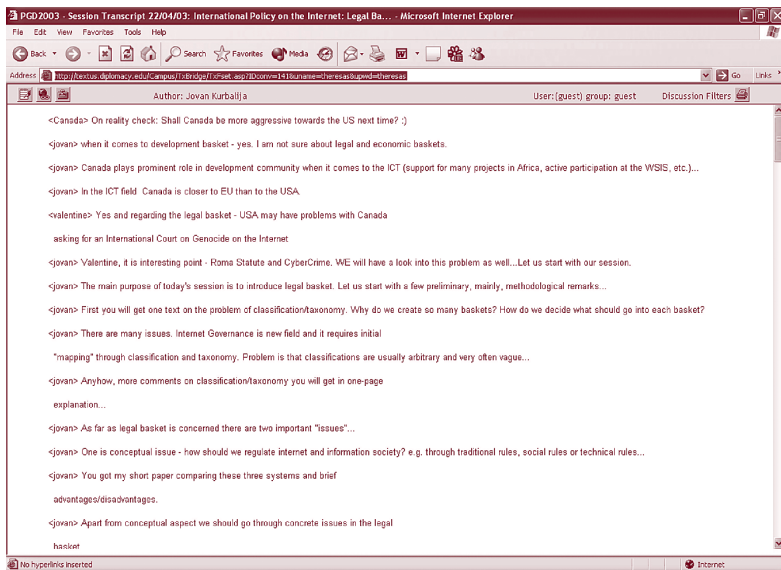 PGD2003 - Session Transcript 22/04/03: International Policy on the Internet: Legal Ba... - Microsoft Internet Explorer
File Edit View Favorites Tools Help
Back Search Favorites Media
Address http://textus.diplomacy.edu/Campus/TxBridge/TxFset.asp?IDconv=1418uname=theresas&upwd=theresas Go Links »
Author: Jovan Kurbalija User:(guest) group: guest Discussion Filters
<Canada> On reality check: Shall Canada be more aggressive towards the US next time? :)
<jovan> when it comes to development basket - yes. I am not sure about legal and economic baskets.
<jovan> Canada plays prominent role in development community when it comes to the ICT (support for many projects in Africa, active participation at the WSIS, etc.)...
<jovan> In the ICT field Canada is closer to EU than to the USA.
<valentine> Yes and regarding the legal basket - USA may have problems with Canada
asking for an International Court on Genocide on the Internet
<jovan> Valentine, it is interesting point - Roma Statute and CyberCrime. WE will have a look into this problem as well...Let us start with our session.
<jovan> The main purpose of today's session is to introduce legal basket. Let us start with a few preliminary, mainly, methodological remarks...
<jovan> First you will get one text on the problem of classification/taxonomy. Why do we create so many baskets? How do we decide what should go into each basket?
<jovan> There are many issues. Internet Governance is new field and it requires initial
"mapping" through classification and taxonomy. Problem is that classifications are usually arbitrary and very often vague...
<jovan> Anyhow, more comments on classification/taxonomy you will get in one-page
explanation...
<jovan> As far as legal basket is concerned there are two important "issues"...
<jovan> One is conceptual issue - how should we regulate internet and information society? e.g. through traditional rules, social rules or technical rules...
<jovan> You got my short paper comparing these three systems and brief
advantages/disadvantages.
<jovan> Apart from conceptual aspect we should go through concrete issues in the legal
basket
No hyperlinks inserted Internet